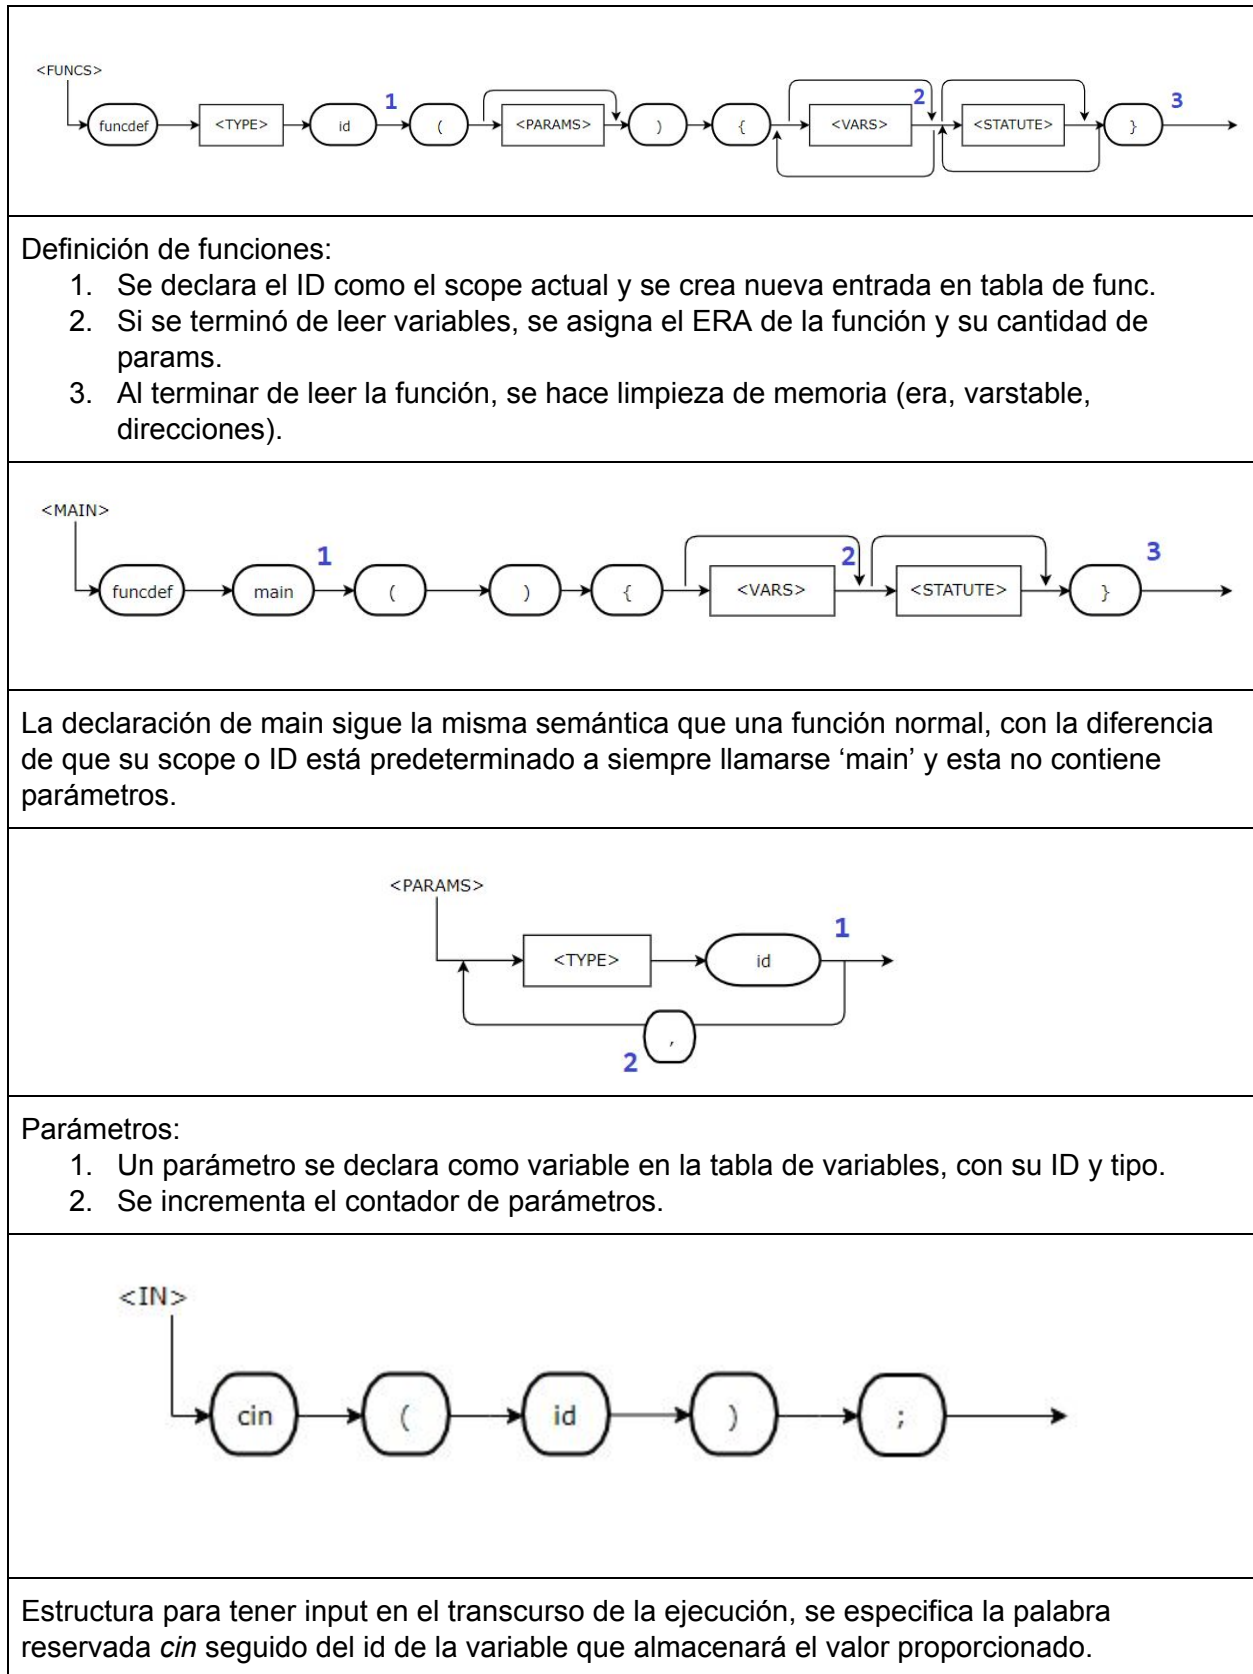 <FUNCS>
1
2
3
funcdef <TYPE> id ( <PARAMS> ) { <VARS> <STATUTE> }
Definición de funciones:
1. Se declara el ID como el scope actual y se crea nueva entrada en tabla de func.
2. Si se terminó de leer variables, se asigna el ERA de la función y su cantidad de
params.
3. Al terminar de leer la función, se hace limpieza de memoria (era, varstable,
direcciones).
<MAIN>
1
2
3
funcdef main ( ) { <VARS> <STATUTE> }
La declaración de main sigue la misma semántica que una función normal, con la diferencia
de que su scope o ID está predeterminado a siempre llamarse ‘main’ y esta no contiene
parámetros.
<PARAMS>
1
<TYPE> id
,
2
Parámetros:
1. Un parámetro se declara como variable en la tabla de variables, con su ID y tipo.
2. Se incrementa el contador de parámetros.
<IN>
cin ( id ) ;
Estructura para tener input en el transcurso de la ejecución, se especifica la palabra
reservada cin seguido del id de la variable que almacenará el valor proporcionado.